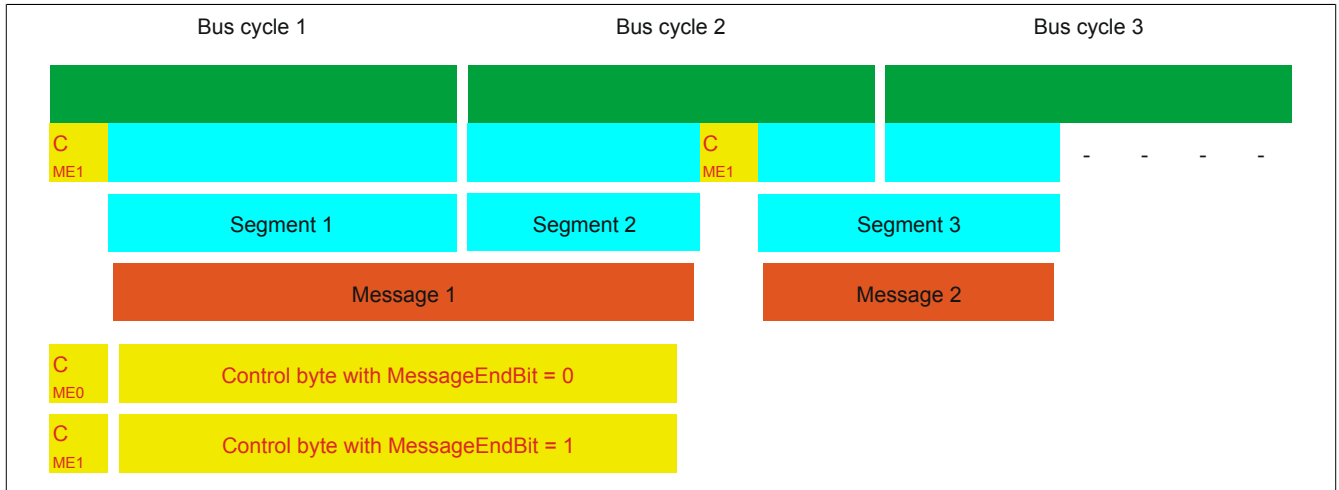 Bus cycle 1 Bus cycle 2 Bus cycle 3
C C
ME1 ME1 - - - -
Segment 1 Segment 2 Segment 3
Message 1 Message 2
C
ME0 Control byte with MessageEndBit = 0
C
ME1 Control byte with MessageEndBit = 1